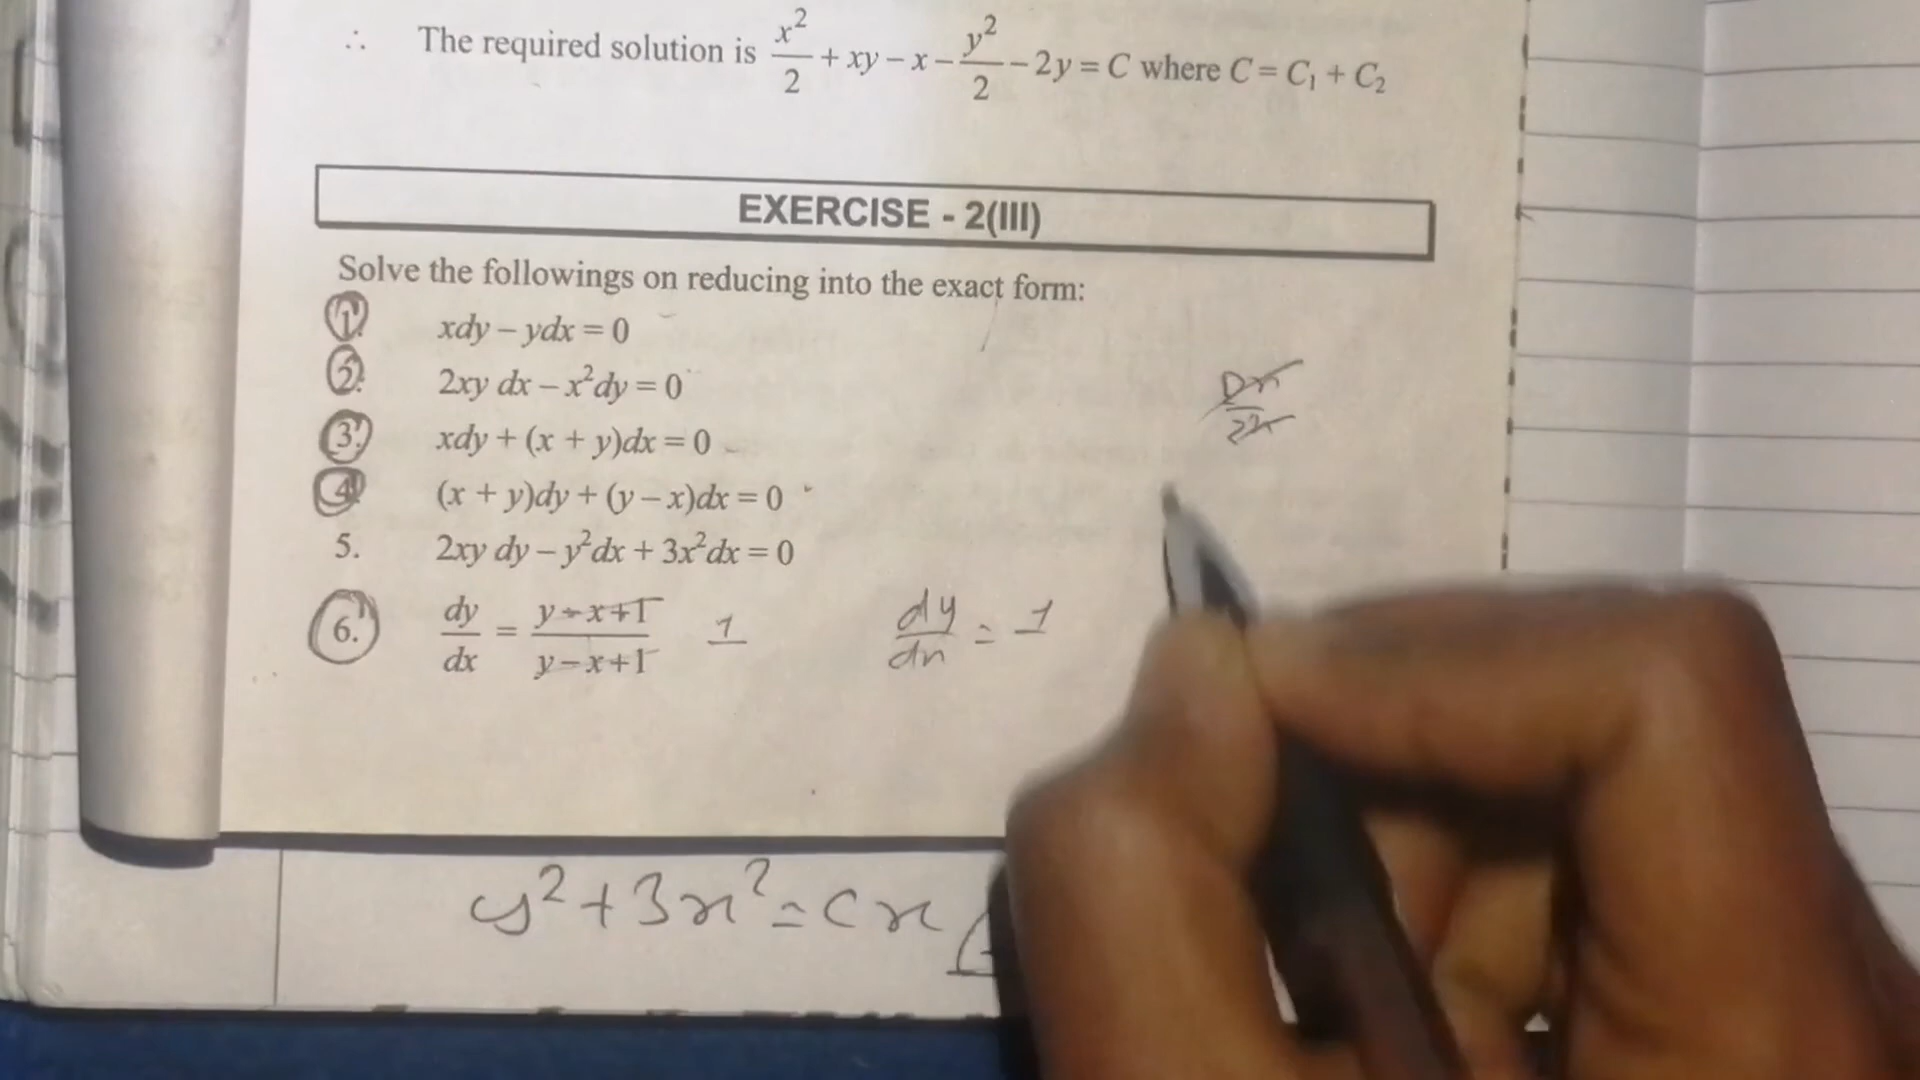 ∴ The required solution is x²/2 + xy – x – y²/2 – 2y = C where C = C₁ + C₂
EXERCISE - 2(III)
Solve the followings on reducing into the exact form:
1. xdy – ydx = 0
2. 2xy dx – x²dy = 0
3. xdy + (x + y)dx = 0
4. (x + y)dy + (y – x)dx = 0
5. 2xy dy – y²dx + 3x²dx = 0
6. dy/dx = y – x + 1/y – x + 1 1 dy/dx = 1
y² + 3x² = cx